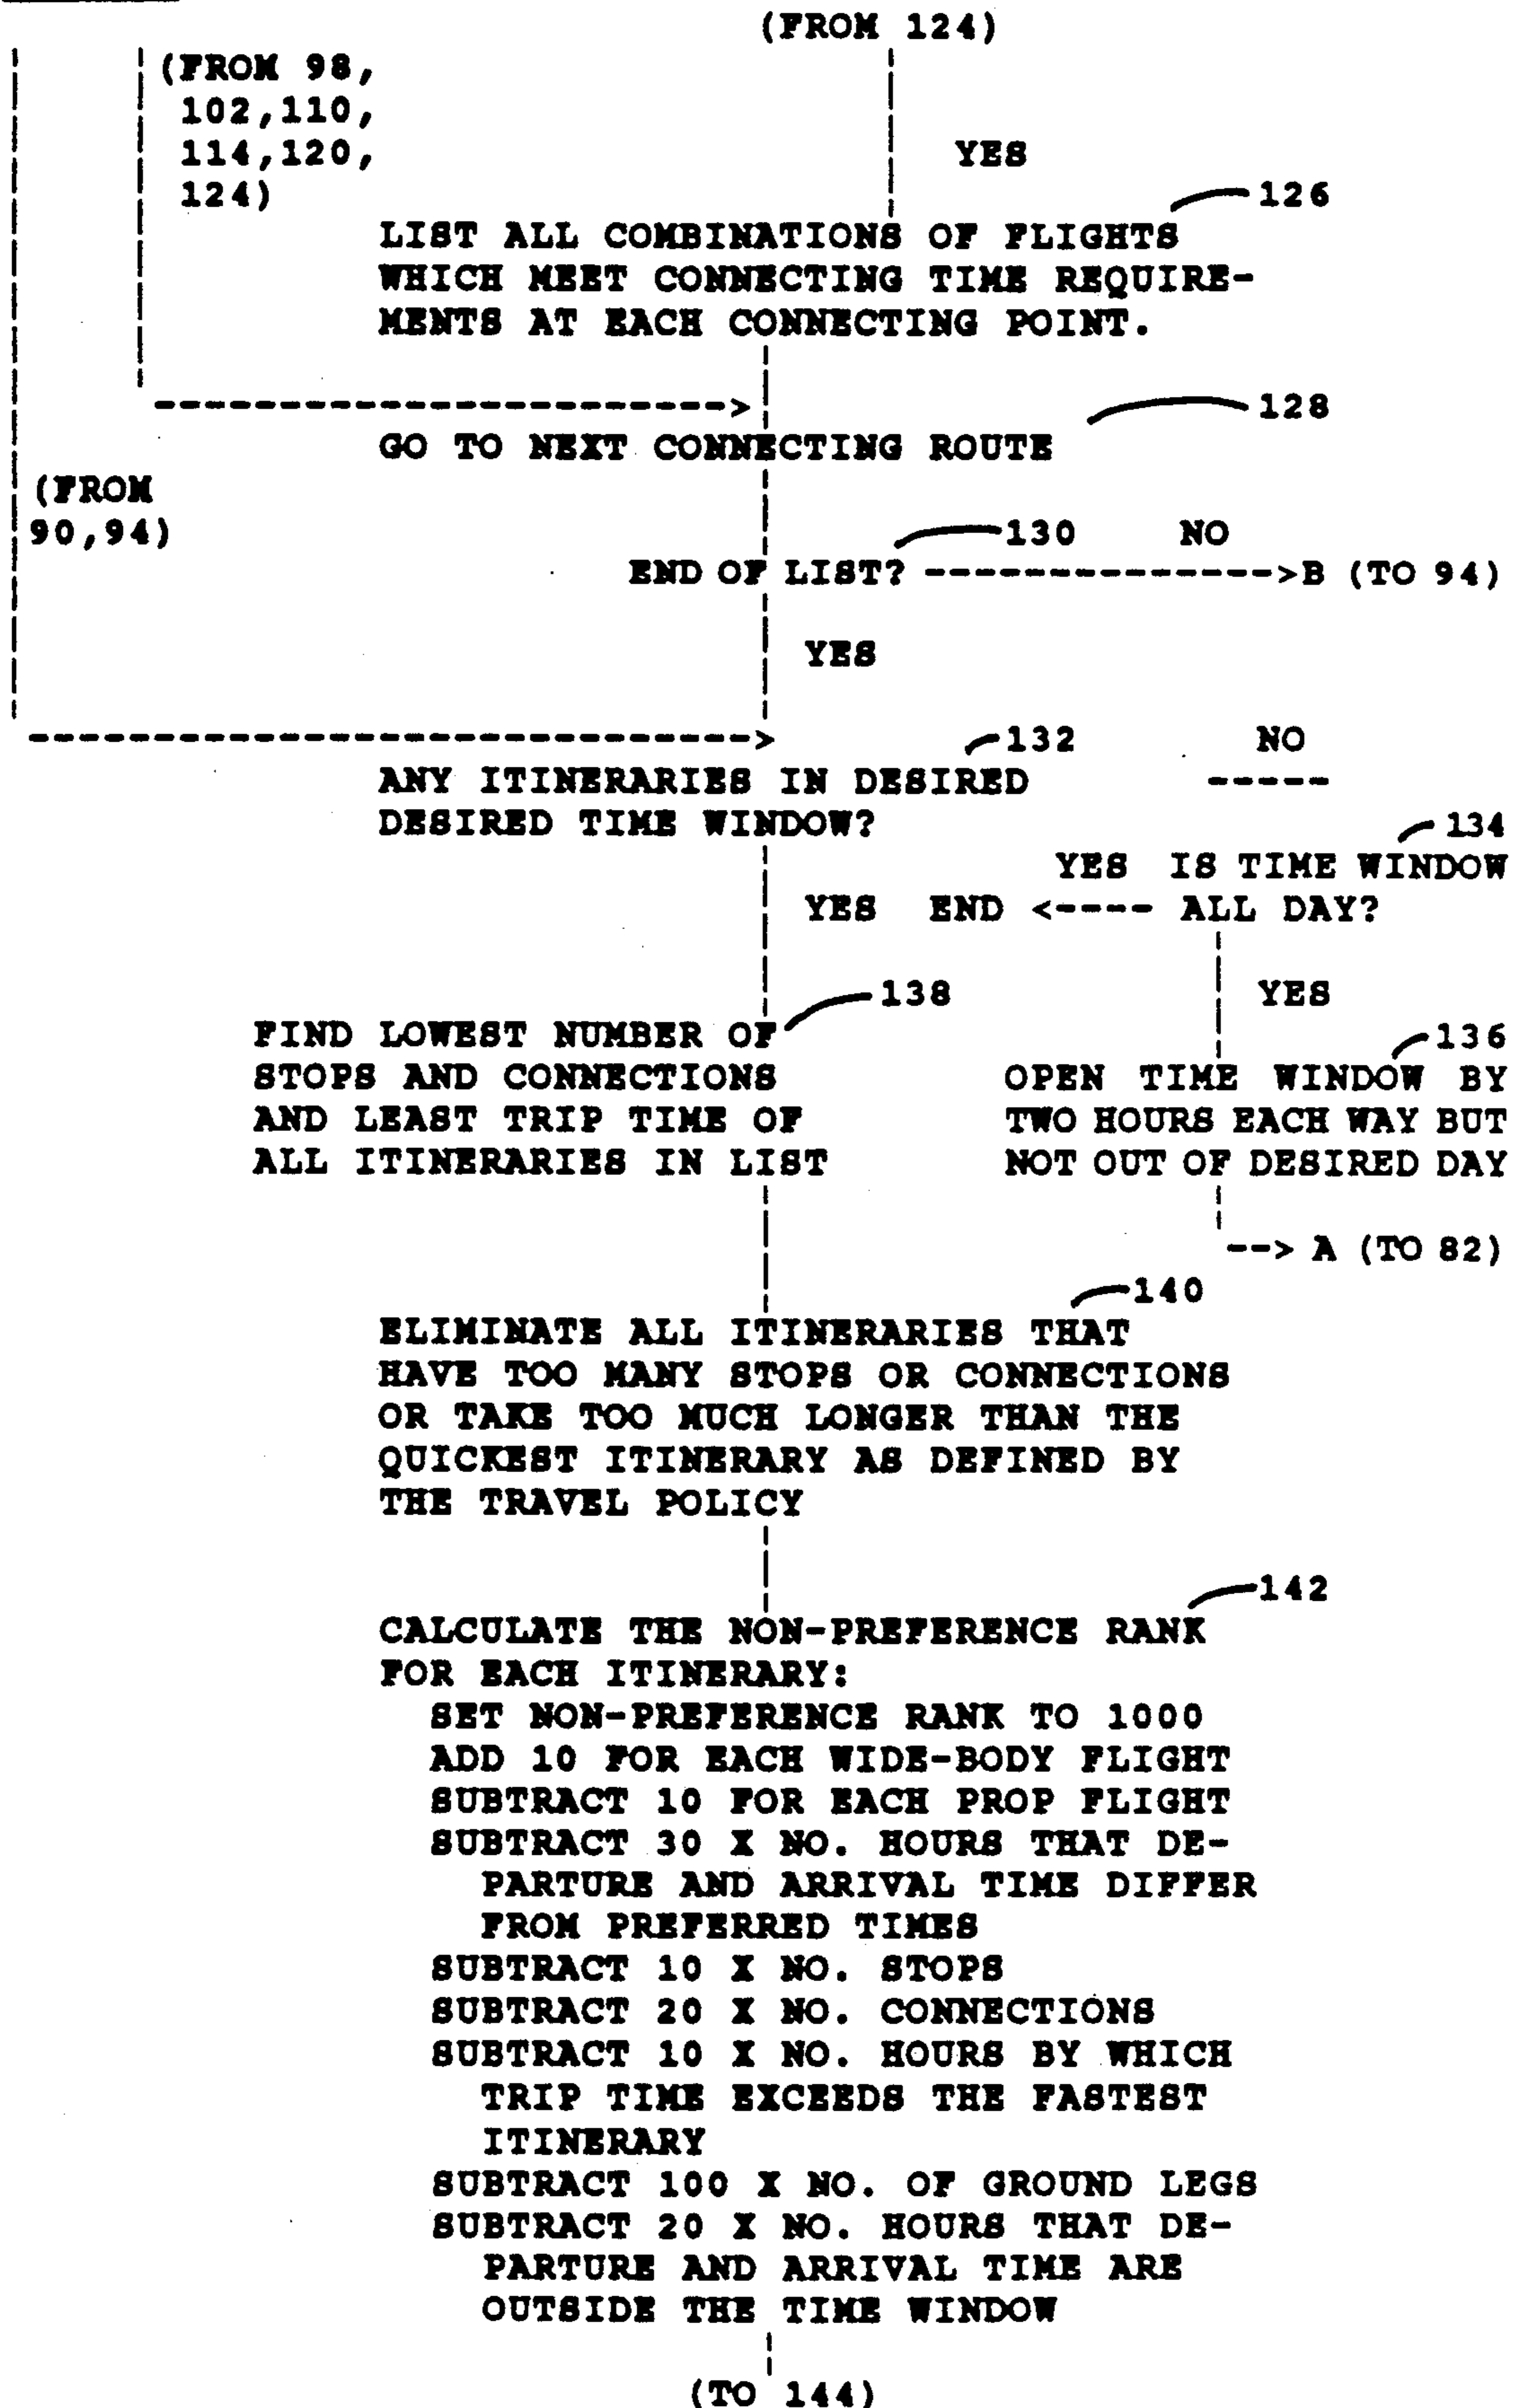 (FROM 124)
(FROM 98,
102,110,
114,120,
124)
YES
126
LIST ALL COMBINATIONS OF FLIGHTS
WHICH MEET CONNECTING TIME REQUIRE-
MENTS AT EACH CONNECTING POINT.
128
GO TO NEXT CONNECTING ROUTE
(FROM
90,94)
130 NO
END OF LIST? --------------->B (TO 94)
YES
132 NO
ANY ITINERARIES IN DESIRED
DESIRED TIME WINDOW?
134
YES IS TIME WINDOW
YES END <----- ALL DAY?
138 YES
FIND LOWEST NUMBER OF
STOPS AND CONNECTIONS
AND LEAST TRIP TIME OF
ALL ITINERARIES IN LIST
136
OPEN TIME WINDOW BY
TWO HOURS EACH WAY BUT
NOT OUT OF DESIRED DAY
--> A (TO 82)
140
ELIMINATE ALL ITINERARIES THAT
HAVE TOO MANY STOPS OR CONNECTIONS
OR TAKE TOO MUCH LONGER THAN THE
QUICKEST ITINERARY AS DEFINED BY
THE TRAVEL POLICY
142
CALCULATE THE NON-PREFERENCE RANK
FOR EACH ITINERARY:
SET NON-PREFERENCE RANK TO 1000
ADD 10 FOR EACH WIDE-BODY FLIGHT
SUBTRACT 10 FOR EACH PROP FLIGHT
SUBTRACT 30 X NO. HOURS THAT DE-
PARTURE AND ARRIVAL TIME DIFFER
FROM PREFERRED TIMES
SUBTRACT 10 X NO. STOPS
SUBTRACT 20 X NO. CONNECTIONS
SUBTRACT 10 X NO. HOURS BY WHICH
TRIP TIME EXCEEDS THE FASTEST
ITINERARY
SUBTRACT 100 X NO. OF GROUND LEGS
SUBTRACT 20 X NO. HOURS THAT DE-
PARTURE AND ARRIVAL TIME ARE
OUTSIDE THE TIME WINDOW
(TO 144)